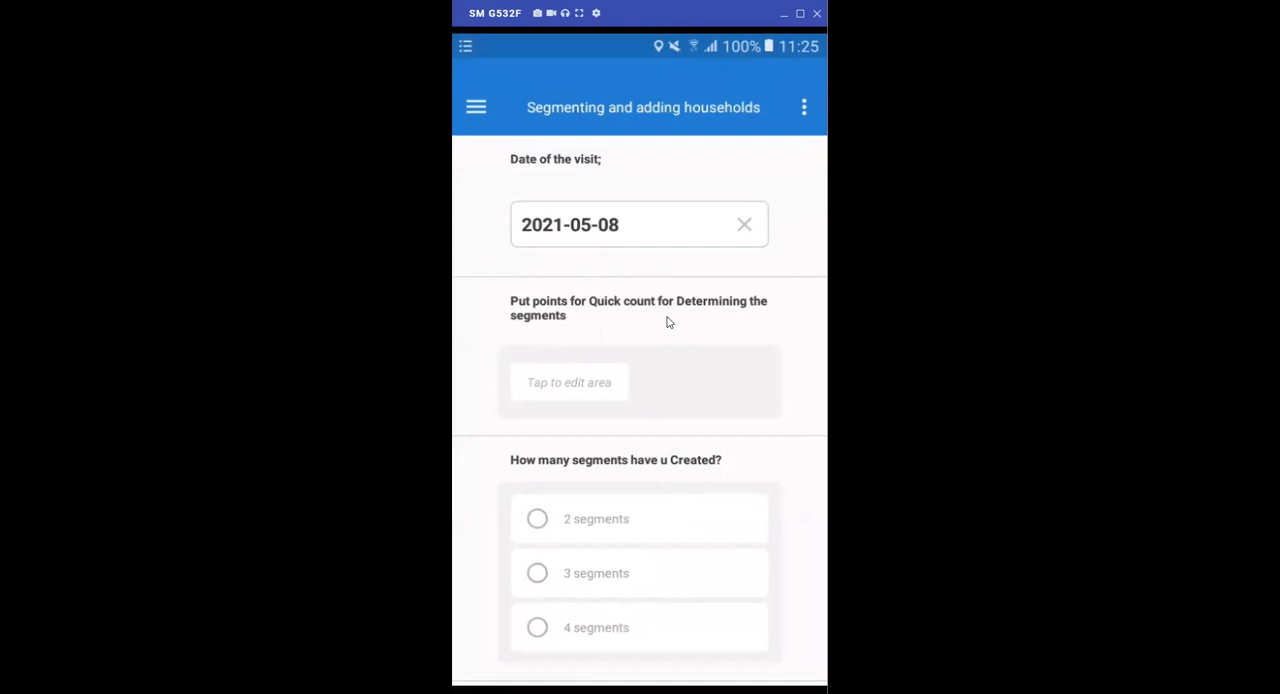 SM G532F
100% 11:25
Segmenting and adding households
Date of the visit;
2021-05-08
Put points for Quick count for Determining the
segments
Tap to edit area
How many segments have u Created?
2 segments
3 segments
4 segments